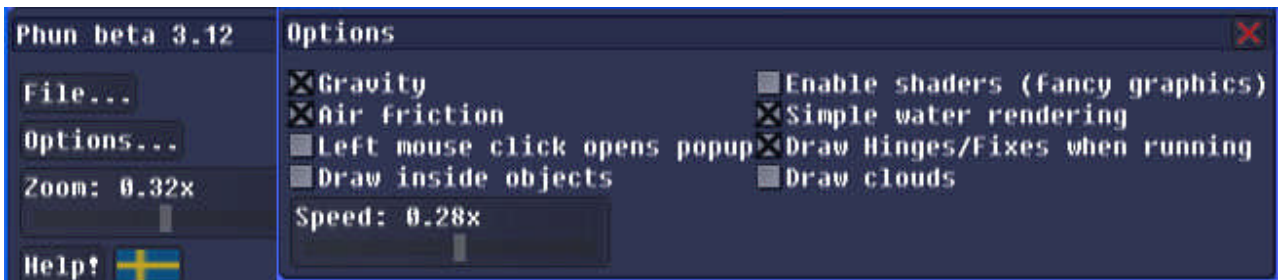 Phun beta 3.12
File...
Options...
Zoom: 0.32x
Help!
Options
Gravity
Air friction
Left mouse click opens popup
Draw inside objects
Speed: 0.28x
Enable shaders (fancy graphics)
Simple water rendering
Draw Hinges/Fixes when running
Draw clouds